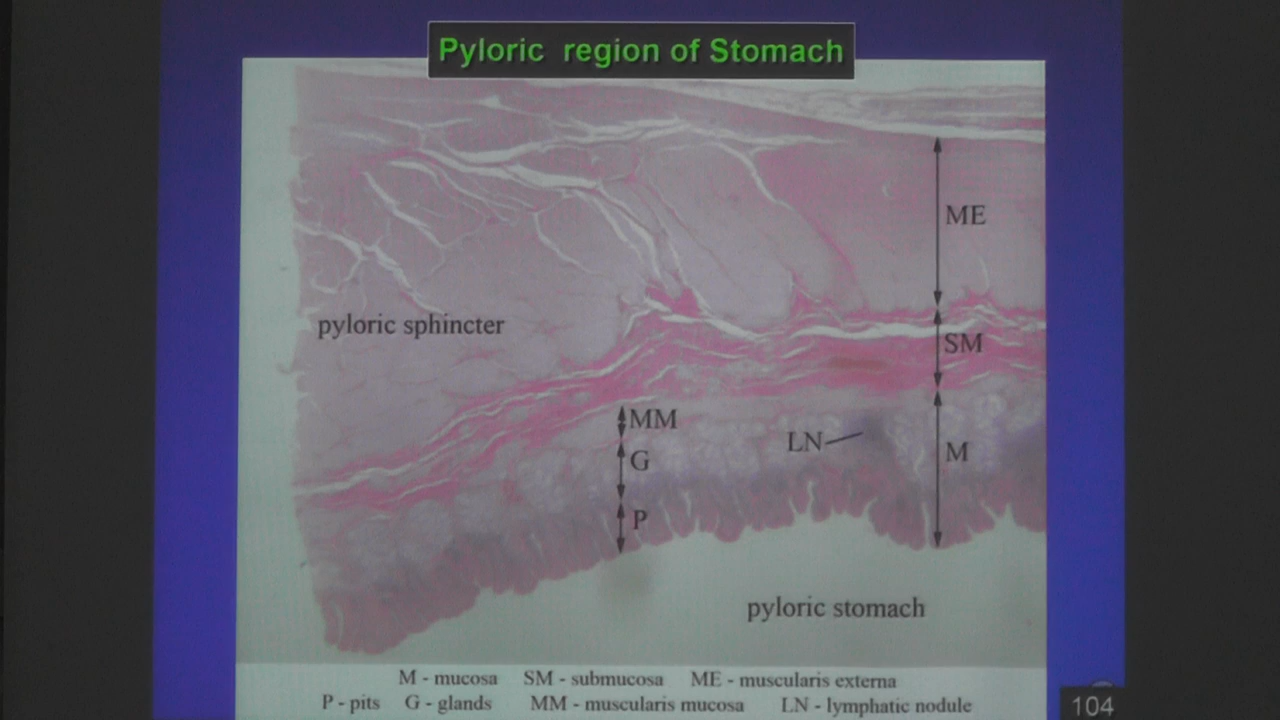 Pyloric region of Stomach
ME
pyloric sphincter
SM
MM
LN
G
M
P
pyloric stomach
M - mucosa SM - submucosa ME - muscularis externa
P - pits G - glands MM - muscularis mucosa LN - lymphatic nodule
104